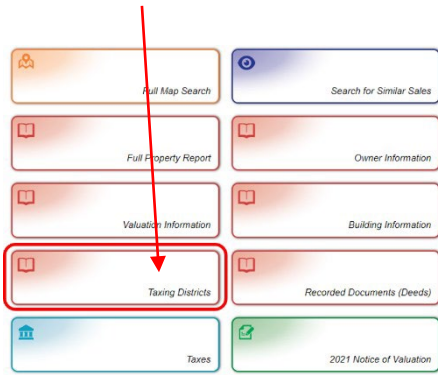 Full Map Search
Search for Similar Sales
Full Property Report
Owner Information
Valuation Information
Building Information
Taxing Districts
Recorded Documents (Deeds)
Taxes
2021 Notice of Valuation